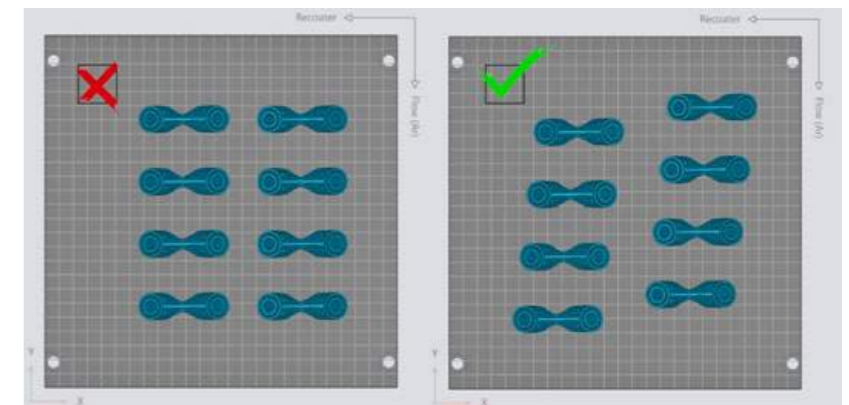 Recoater
Recoater
Flow (Ar)
Flow (Ar)
Y
X
Y
X